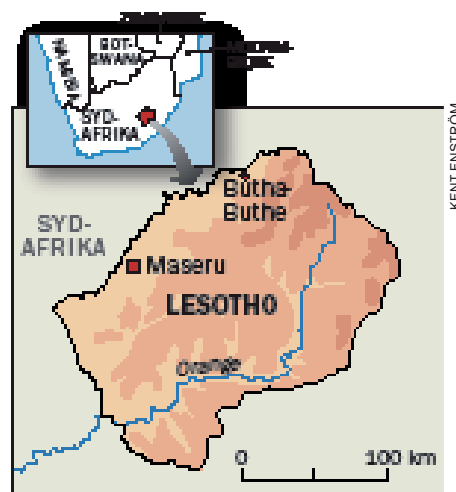 NAMIBIA
BOT-
SWANA
SYD-
AFRIKA
KENT ENSTRÖM
SYD-
AFRIKA
Butha-
Buthe
Maseru
LESOTHO
Orange
0 100 km